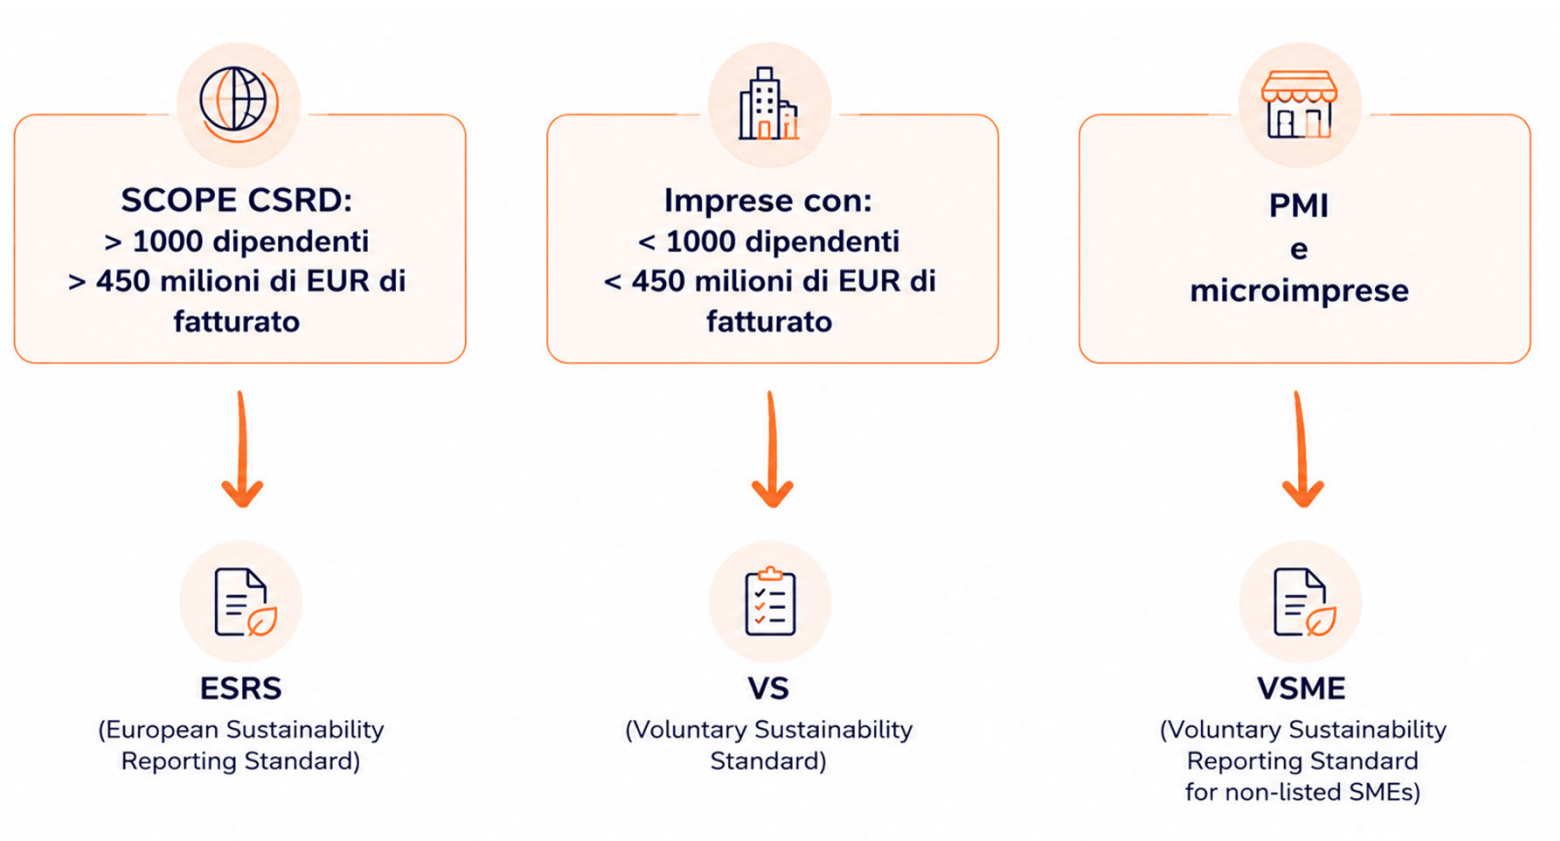 SCOPE CSRD:
> 1000 dipendenti
> 450 milioni di EUR di
fatturato
Imprese con:
< 1000 dipendenti
< 450 milioni di EUR di
fatturato
PMI
e
microimprese
ESRS
(European Sustainability
Reporting Standard)
VS
(Voluntary Sustainability
Standard)
VSME
(Voluntary Sustainability
Reporting Standard
for non-listed SMEs)